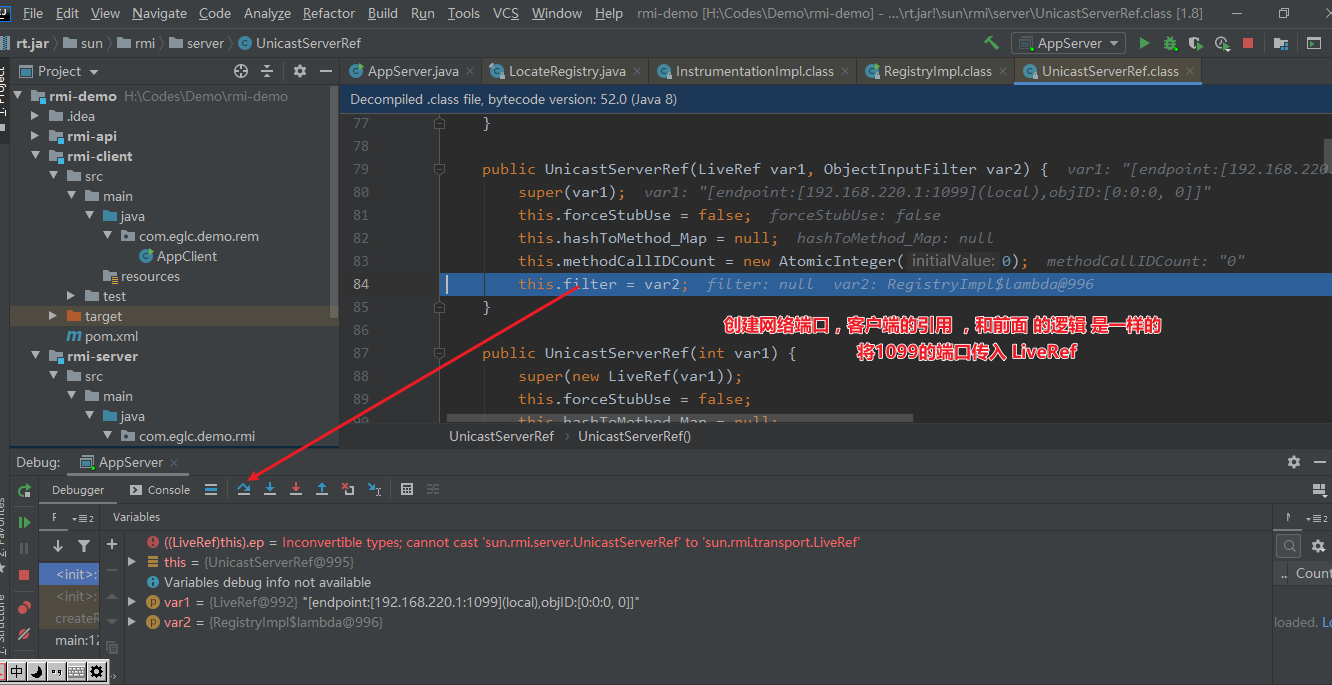 File Edit View Navigate Code Analyze Refactor Build Run Tools VCS Window Help rmi-demo [H:\Codes\Demo\rmi-demo] - ...\rt.jar!\sun\rmi\server\UnicastServerRef.class [1.8]
rt.jar sun rmi server UnicastServerRef AppServer
Project AppServer.java LocateRegistry.java InstrumentationImpl.class RegistryImpl.class UnicastServerRef.class
rmi-demo H:\Codes\Demo\rmi-demo
.idea
rmi-api
rmi-client
src
main
java
com.eglc.demo.rem
AppClient
resources
test
target
pom.xml
rmi-server
src
main
java
com.eglc.demo.rmi
Decompiled .class file, bytecode version: 52.0 (Java 8)
77 }
78
79 public UnicastServerRef(LiveRef var1, ObjectInputFilter var2) { var1: "[endpoint:[192.168.220.
80 super(var1); var1: "[endpoint:[192.168.220.1:1099](local),objID:[0:0:0, 0]]"
81 this.forceStubUse = false; forceStubUse: false
82 this.hashToMethod_Map = null; hashToMethod_Map: null
83 this.methodCallIDCount = new AtomicInteger( initialValue: 0); methodCallIDCount: "0"
84 this.filter = var2; filter: null var2: RegistryImpl$lambda@996
85 }
86
创建网络端口，客户端的引用 ，和前面 的逻辑 是一样的
将1099的端口传入 LiveRef
87 public UnicastServerRef(int var1) {
88 super(new LiveRef(var1));
89 this.forceStubUse = false;
90 this.hashToMethod_Map = null;
UnicastServerRef UnicastServerRef()
Debug: AppServer
Debugger Console
F Variables
((LiveRef)this).ep = Inconvertible types; cannot cast 'sun.rmi.server.UnicastServerRef' to 'sun.rmi.transport.LiveRef'
this = {UnicastServerRef@995}
Variables debug info not available
var1 = {LiveRef@992} "[endpoint:[192.168.220.1:1099](local),objID:[0:0:0, 0]]"
var2 = {RegistryImpl$lambda@996}
<init>:
<init>:
createR
main:12
.. Count
loaded. Lo
中